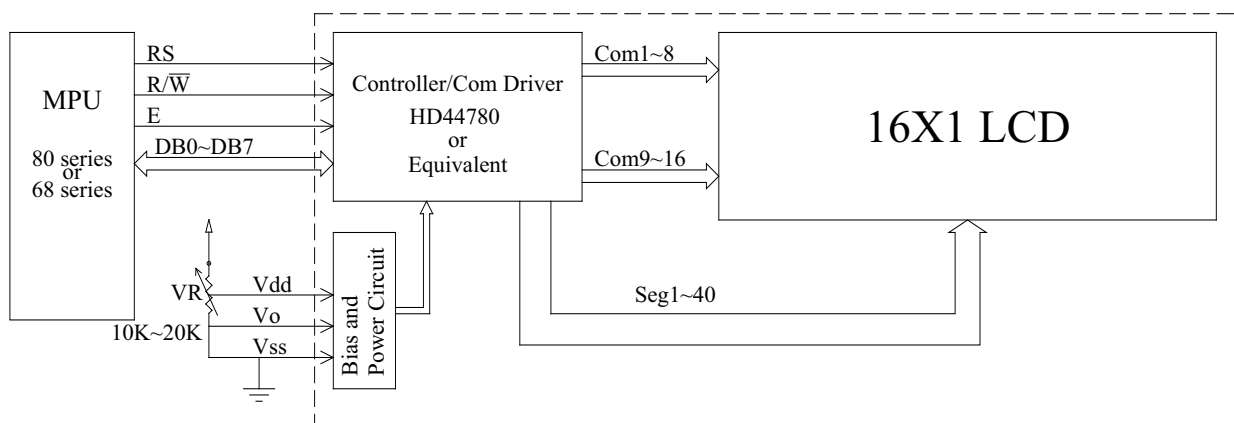 MPU
80 series
or
68 series
RS
R/W̅
E
DB0~DB7
Controller/Com Driver
HD44780
or
Equivalent
Com1~8
Com9~16
16X1 LCD
VR
10K~20K
Vdd
Vo
Vss
Bias and
Power Circuit
Seg1~40